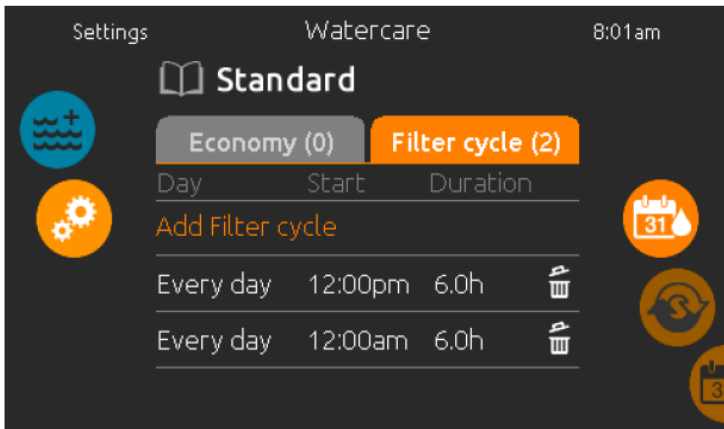 Settings Watercare 8:01am
Standard
Economy (0) Filter cycle (2)
Day Start Duration
Add Filter cycle
31
Every day 12:00pm 6.0h
Every day 12:00am 6.0h
3